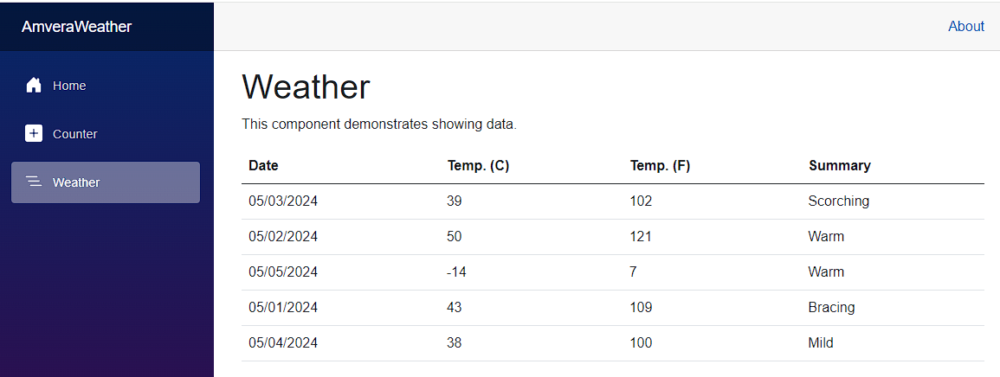 AmveraWeather
About
Home
Counter
Weather
Weather
This component demonstrates showing data.
Date Temp. (C) Temp. (F) Summary
05/03/2024 39 102 Scorching
05/02/2024 50 121 Warm
05/05/2024 -14 7 Warm
05/01/2024 43 109 Bracing
05/04/2024 38 100 Mild